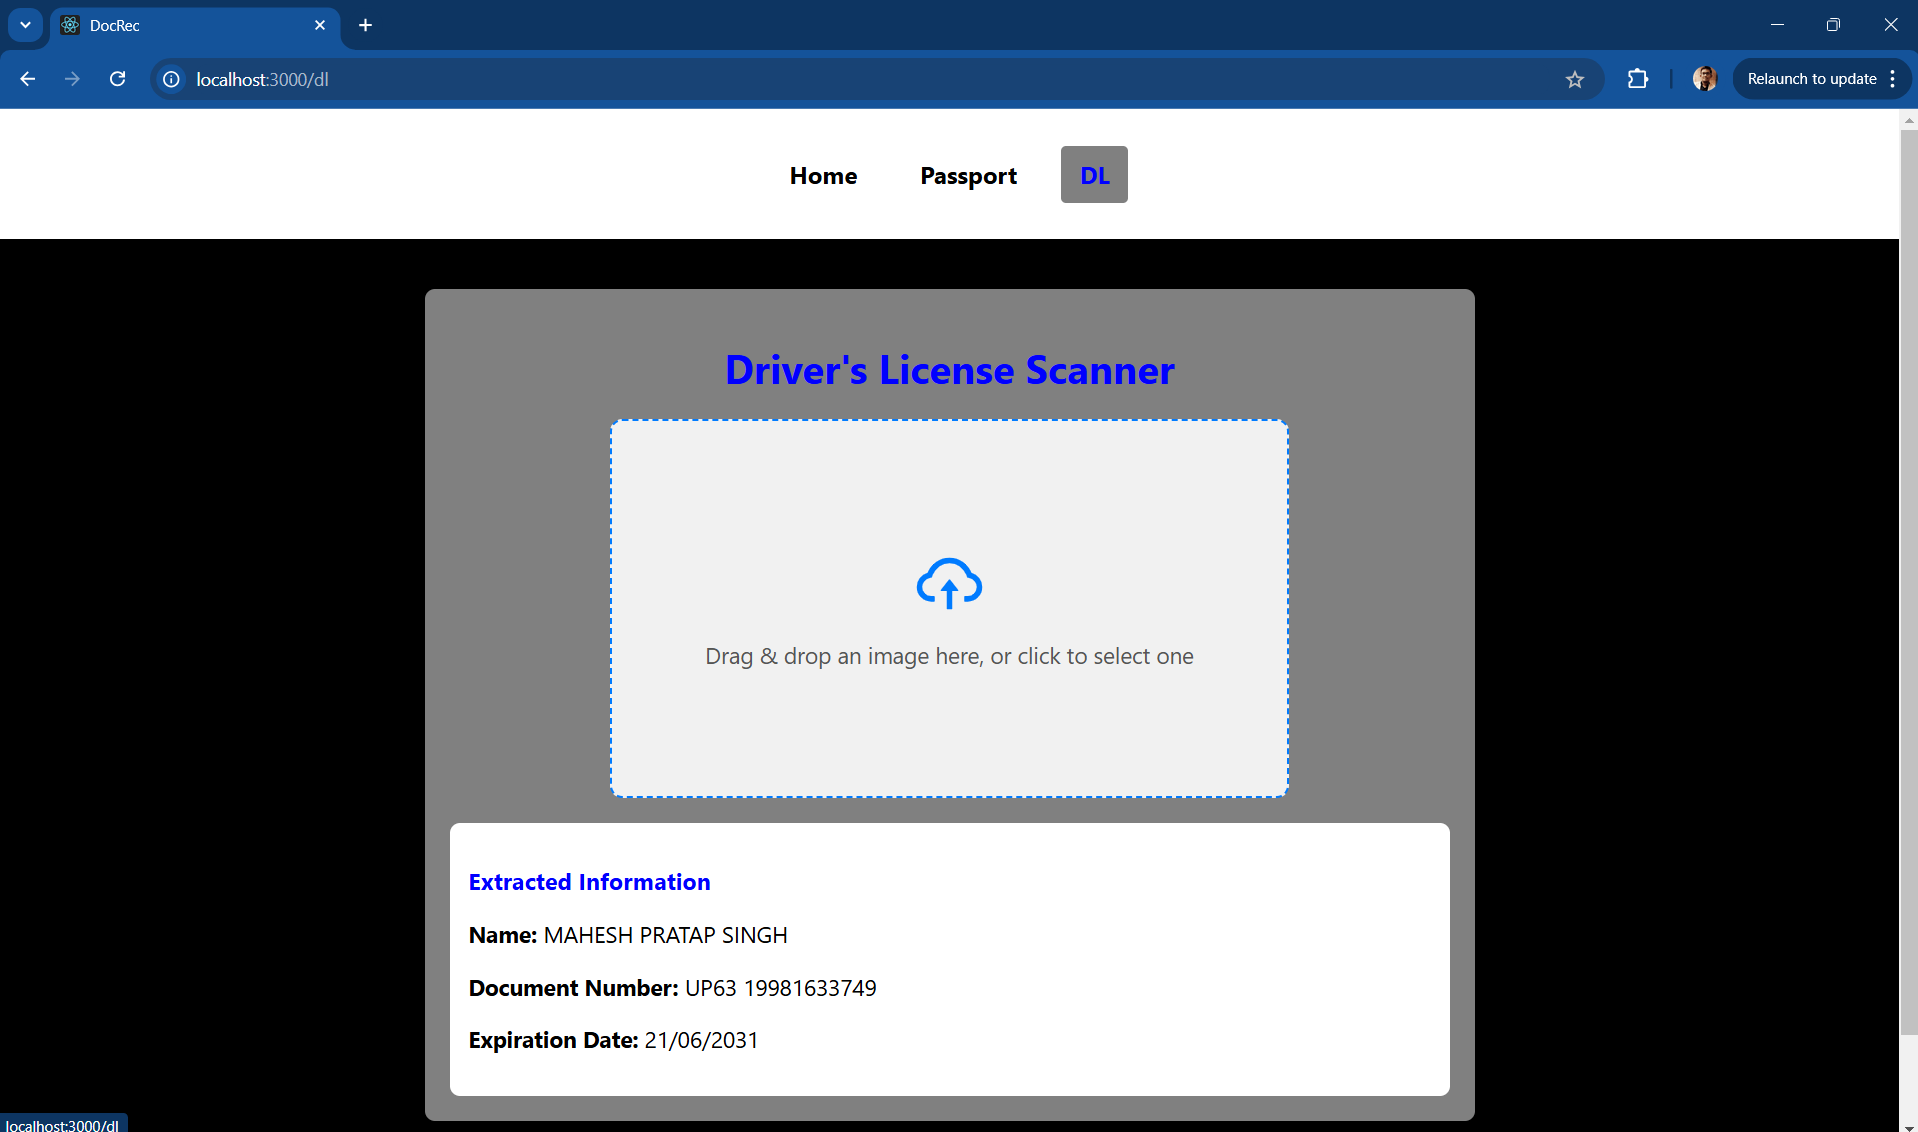 DocRec
localhost:3000/dl
Relaunch to update
Home Passport DL
Driver's License Scanner
Drag & drop an image here, or click to select one
Extracted Information
Name: MAHESH PRATAP SINGH
Document Number: UP63 19981633749
Expiration Date: 21/06/2031
localhost:3000/dl